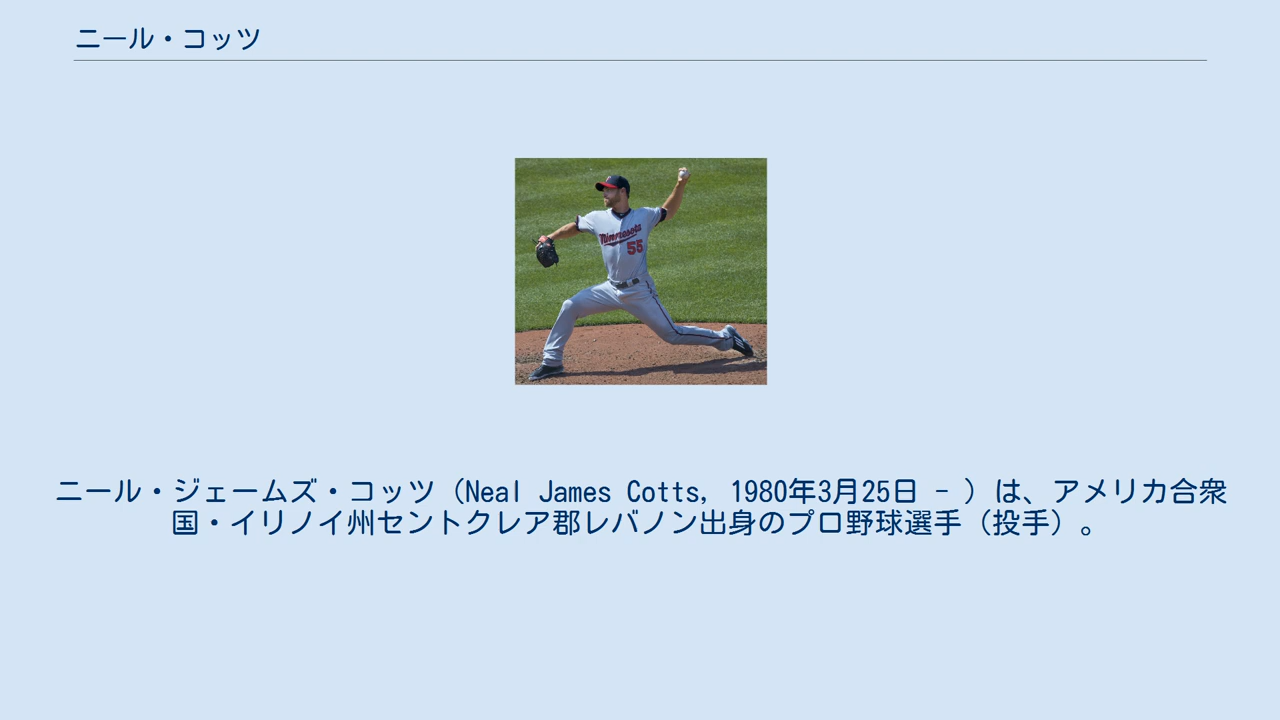 ニール・コッツ
Minnesota
55
ニール・ジェームズ・コッツ（Neal James Cotts, 1980年3月25日 - ）は、アメリカ合衆
国・イリノイ州セントクレア郡レバノン出身のプロ野球選手（投手）。